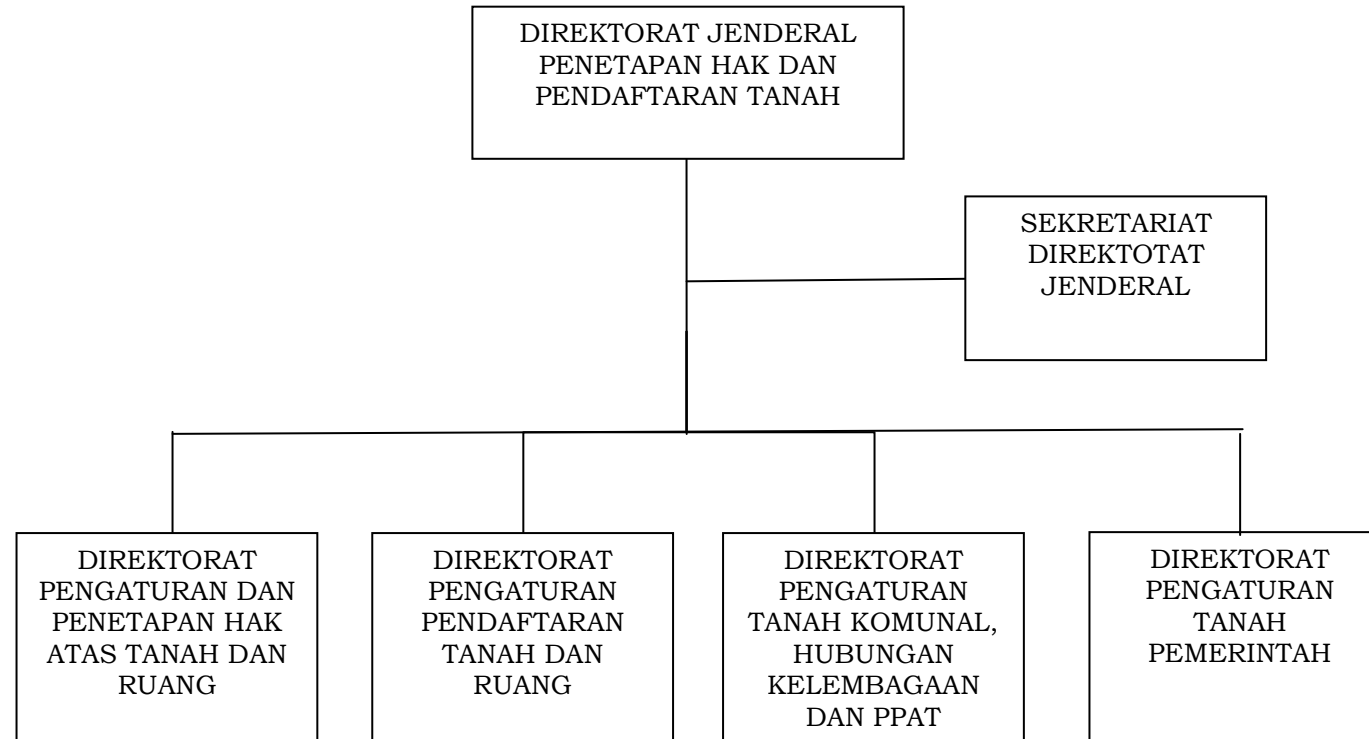 DIREKTORAT JENDERAL
PENETAPAN HAK DAN
PENDAFTARAN TANAH
SEKRETARIAT
DIREKTOTAT
JENDERAL
DIREKTORAT
PENGATURAN DAN
PENETAPAN HAK
ATAS TANAH DAN
RUANG
DIREKTORAT
PENGATURAN
PENDAFTARAN
TANAH DAN
RUANG
DIREKTORAT
PENGATURAN
TANAH KOMUNAL,
HUBUNGAN
KELEMBAGAAN
DAN PPAT
DIREKTORAT
PENGATURAN
TANAH
PEMERINTAH